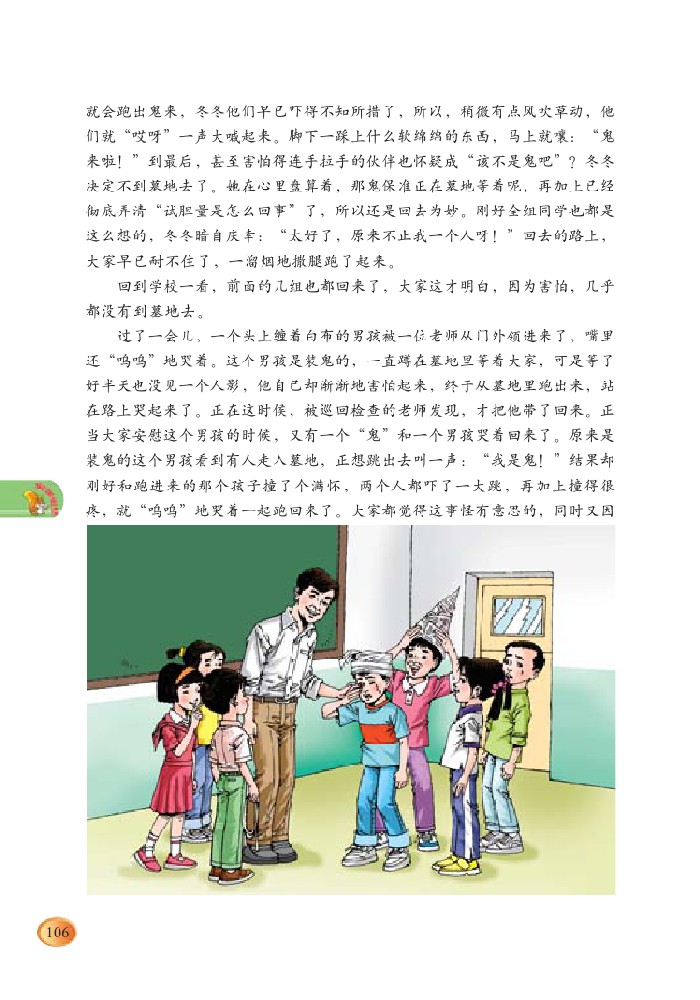 就会跑出鬼来，冬冬他们早已吓得不知所措了，所以，稍微有点风吹草动，他
们就“哎呀”一声大喊起来。脚下一踩上什么软绵绵的东西，马上就嚷：“鬼
来啦！”到最后，甚至害怕得连手拉手的伙伴也怀疑成“该不是鬼吧”？冬冬
决定不到墓地去了。她在心里盘算着，那鬼保准正在墓地等着呢，再加上已经
彻底弄清“试胆量是怎么回事”了，所以还是回去为妙。刚好全组同学也都是
这么想的，冬冬暗自庆幸：“太好了，原来不止我一个人呀！”回去的路上，
大家早已耐不住了，一溜烟地撒腿跑了起来。
回到学校一看，前面的几组也都回来了，大家这才明白，因为害怕，几乎
都没有到墓地去。
过了一会儿，一个头上缠着白布的男孩被一位老师从门外领进来了，嘴里
还“呜呜”地哭着。这个男孩是装鬼的，一直蹲在墓地里等着大家，可是等了
好半天也没见一个人影，他自己却渐渐地害怕起来，终于从墓地里跑出来，站
在路上哭起来了。正在这时候，被巡回检查的老师发现，才把他带了回来。正
当大家安慰这个男孩的时候，又有一个“鬼”和一个男孩哭着回来了。原来是
装鬼的这个男孩看到有人走入墓地，正想跳出去叫一声：“我是鬼！”结果却
刚好和跑进来的那个孩子撞了个满怀，两个人都吓了一大跳，再加上撞得很
疼，就“呜呜”地哭着一起跑回来了。大家都觉得这事怪有意思的，同时又因
106